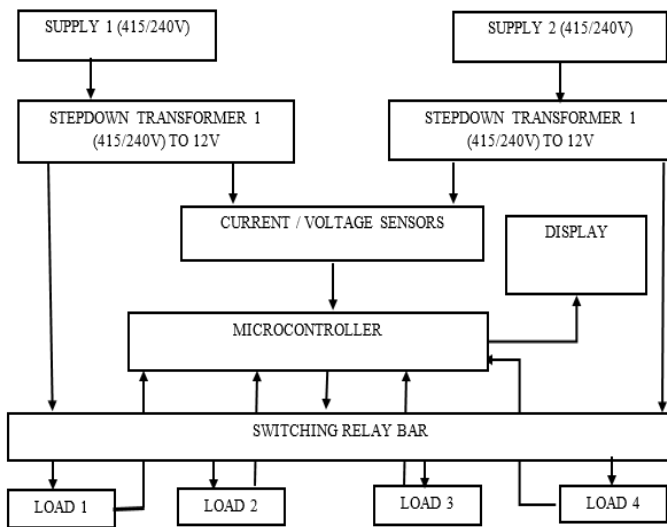 SUPPLY 1 (415/240V)
SUPPLY 2 (415/240V)
STEPDOWN TRANSFORMER 1
(415/240V) TO 12V
STEPDOWN TRANSFORMER 1
(415/240V) TO 12V
CURRENT / VOLTAGE SENSORS
DISPLAY
MICROCONTROLLER
SWITCHING RELAY BAR
LOAD 1
LOAD 2
LOAD 3
LOAD 4